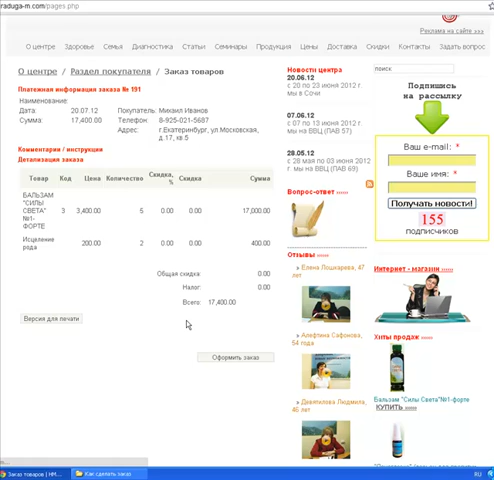 raduga-m.com/pages.php
Реклама на сайте >>>
О центре Здоровье Семья Диагностика Статьи Семинары Продукция Цены Доставка Скидки Контакты Задать вопрос
О центре / Раздел покупателя / Заказ товаров
Платежная информация заказа № 191
Наименование:
Дата: 20.07.12 Покупатель: Михаил Иванов
Сумма: 17,400.00 Телефон: 8-925-021-5687
Адрес: г.Екатеринбург, ул.Московская,
д.17, кв.5
Комментарии / инструкция
Детализация заказа
Товар Код Цена Количество Скидка, % Скидка Сумма
БАЛЬЗАМ
"СИЛЫ
СВЕТА" 3 3,400.00 5 0.00 0.00 17,000.00
№1-
ФОРТЕ
Исцеление 200.00 2 0.00 0.00 400.00
рода
Общая скидка: 0.00
Налог: 0.00
Всего: 17,400.00
Версия для печати
Оформить заказ
Новости центра
20.06.12
с 20 по 23 июня 2012 г.
мы в Сочи
07.06.12
с 07 по 13 июня 2012 г.
мы на ВВЦ (ПАВ 57)
28.05.12
с 28 мая по 03 июня 2012 г.
мы на ВВЦ (ПАВ 69)
Вопрос-ответ
Отзывы
Елена Лошкарева, 47
лет
Алефтина Сафонова,
54 года
Девятилова Людмила,
46 лет
поиск
Подпишись
на рассылку
Ваш e-mail: *
Ваше имя: *
Получать новости!
155
подписчиков
Интернет - магазин
Хиты продаж
Бальзам "Силы Света"№1-форте
КУПИТЬ
Заказ товаров | НМ...
Как сделать заказ
RU